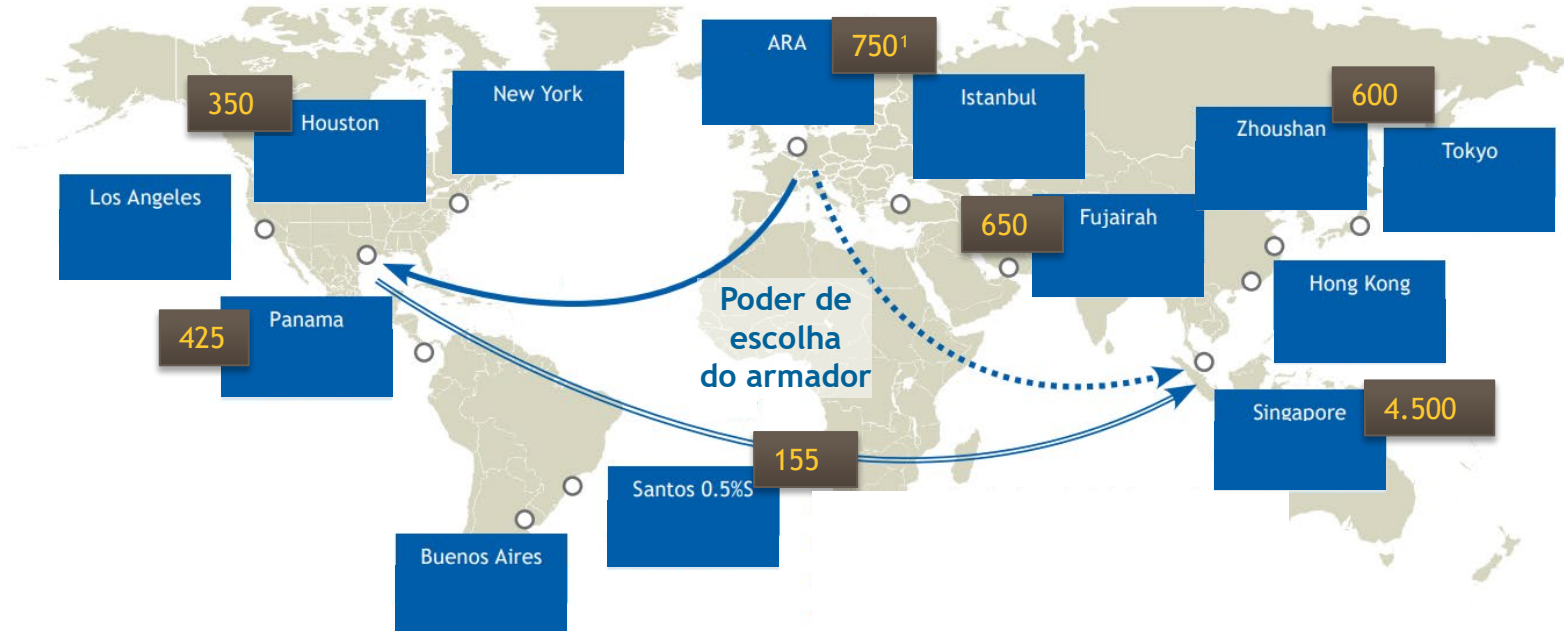 ARA
750¹
New York
350
Houston
Istanbul
600
Zhoushan
Tokyo
Los Angeles
650
Fujairah
Hong Kong
Poder de
escolha
do armador
425
Panama
Singapore
4.500
155
Santos 0.5%S
Buenos Aires